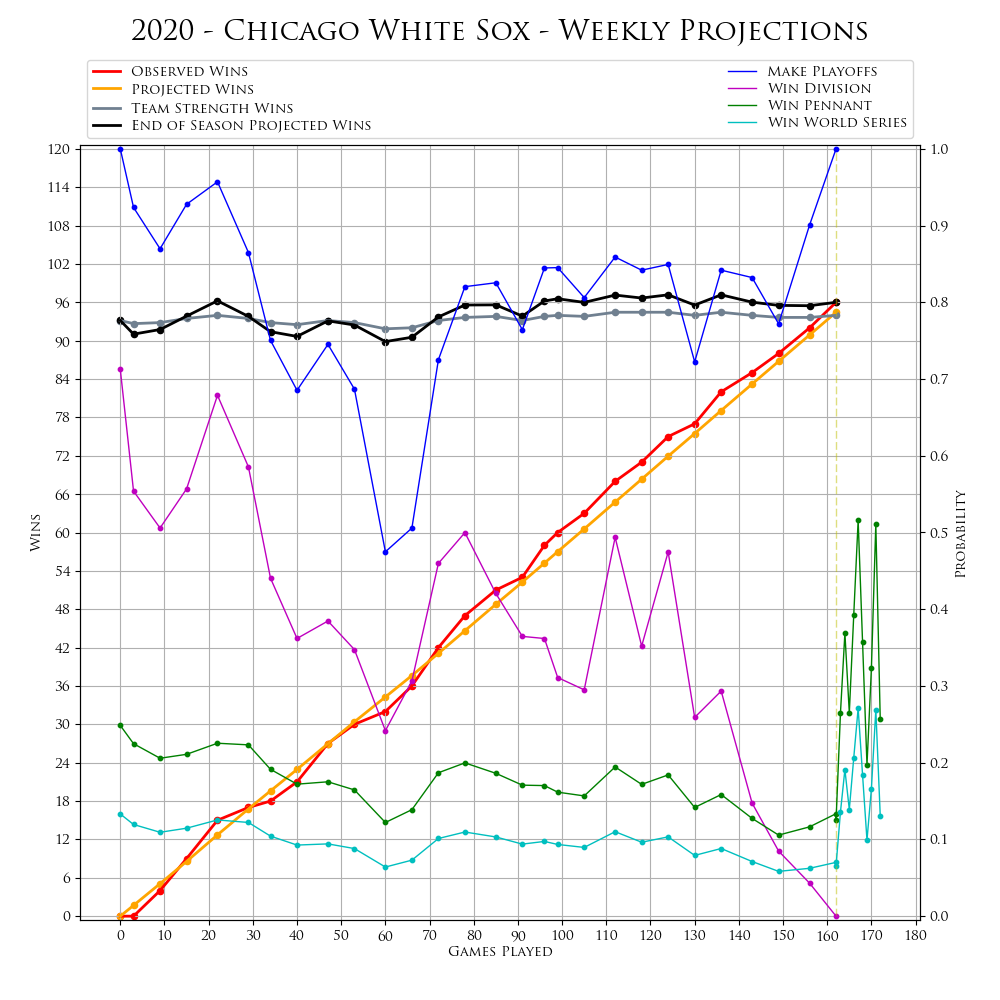 2020 - Chicago White Sox - Weekly Projections
Observed Wins
Projected Wins
Team Strength Wins
End of Season Projected Wins
Make Playoffs
Win Division
Win Pennant
Win World Series
120
114
108
102
96
90
84
78
72
66
60
54
48
42
36
30
24
18
12
6
0
Wins
1.0
0.9
0.8
0.7
0.6
0.5
0.4
0.3
0.2
0.1
0.0
Probability
0 10 20 30 40 50 60 70 80 90 100 110 120 130 140 150 160 170 180
Games Played